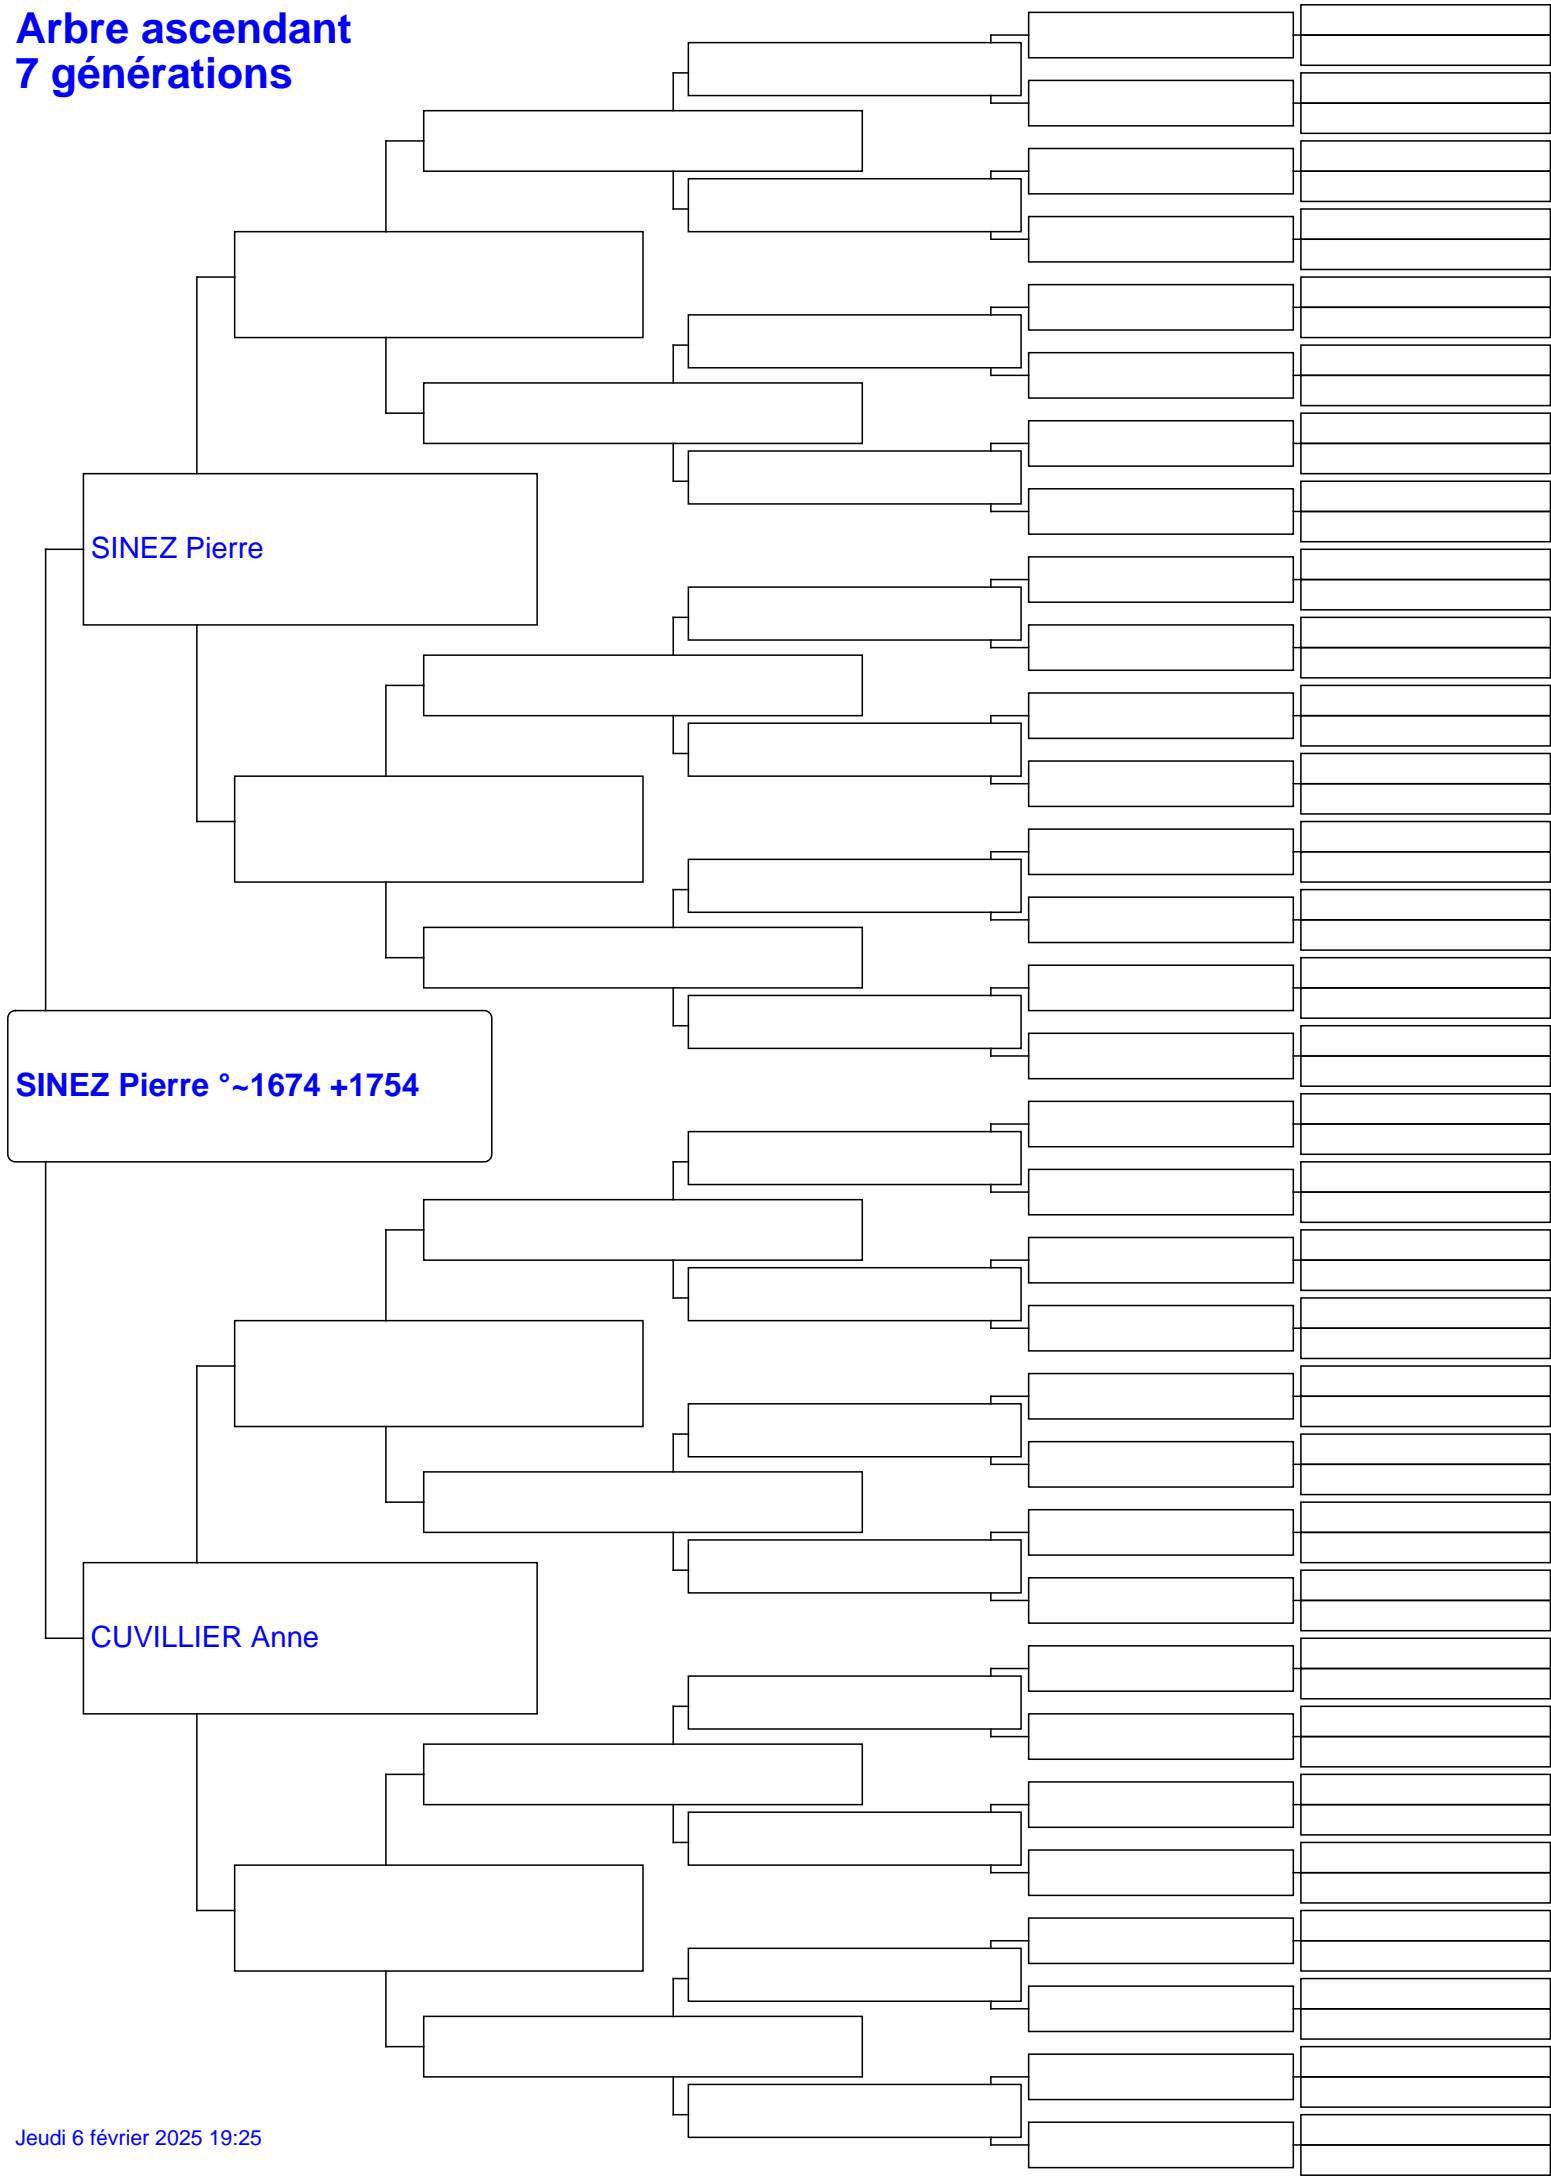 Arbre ascendant
7 générations
SINEZ Pierre
SINEZ Pierre °~1674 +1754
CUVILLIER Anne
Jeudi 6 février 2025 19:25